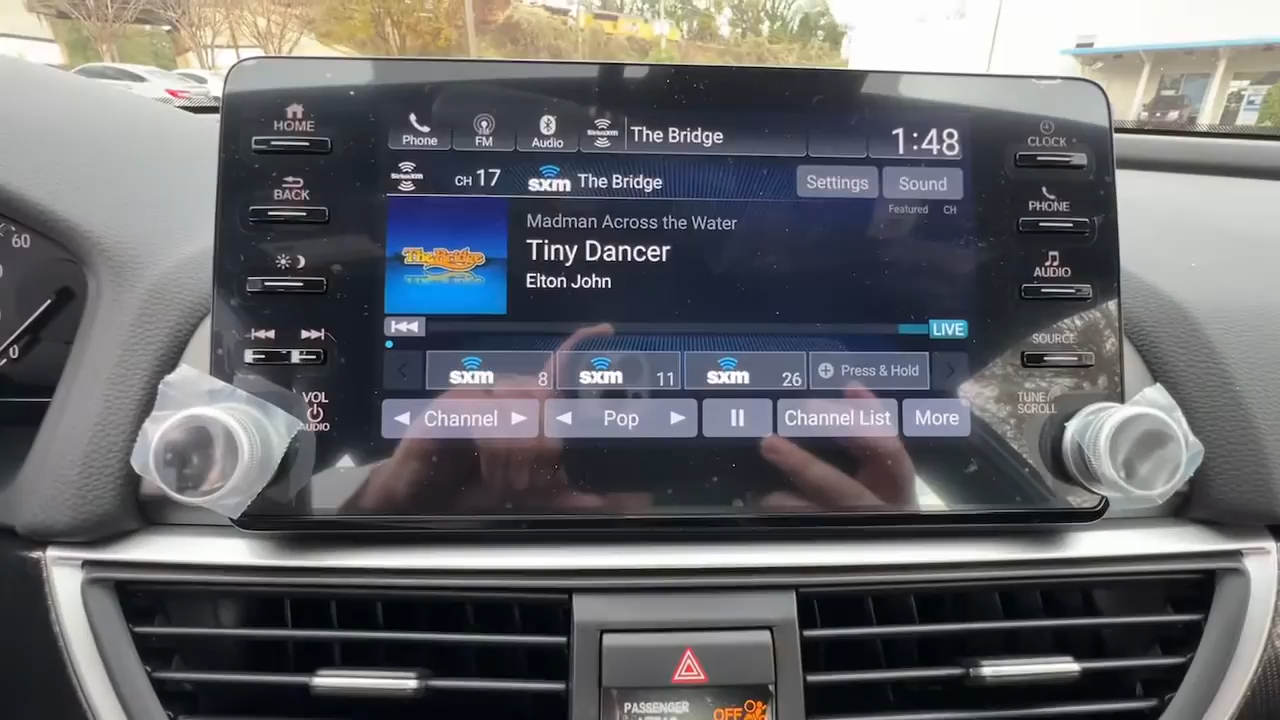 HOME
BACK
VOL
AUDIO
60
0
Phone
FM
Audio
SiriusXM
The Bridge
1:48
SiriusXM
CH 17
sxm The Bridge
Settings
Sound
Featured CH
The Bridge
Madman Across the Water
Tiny Dancer
Elton John
LIVE
sxm 8
sxm 11
sxm 26
Press & Hold
Channel
Pop
Channel List
More
CLOCK
PHONE
AUDIO
SOURCE
TUNE/
SCROLL
PASSENGER
AIRBAG
OFF